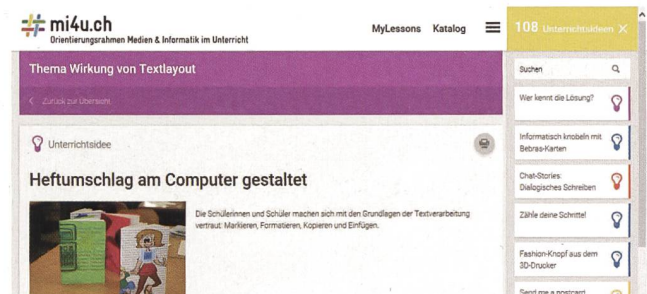 mi4u.ch
Orientierungsrahmen Medien & Informatik im Unterricht
MyLessons Katalog
Thema Wirkung von Textlayout
< Zurück zur Übersicht
Unterrichtsidee
Heftumschlag am Computer gestaltet
Die Schülerinnen und Schüler machen sich mit den Grundlagen der Textverarbeitung
vertraut: Markieren, Formatieren, Kopieren und Einfügen.
108 Unterrichtsideen ×
Suchen
Wer kennt die Lösung?
Informatisch knobeln mit
Bebras-Karten
Chat-Stories:
Dialogisches Schreiben
Zähle deine Schritte!
Fashion-Knopf aus dem
3D-Drucker
Send me a postcard